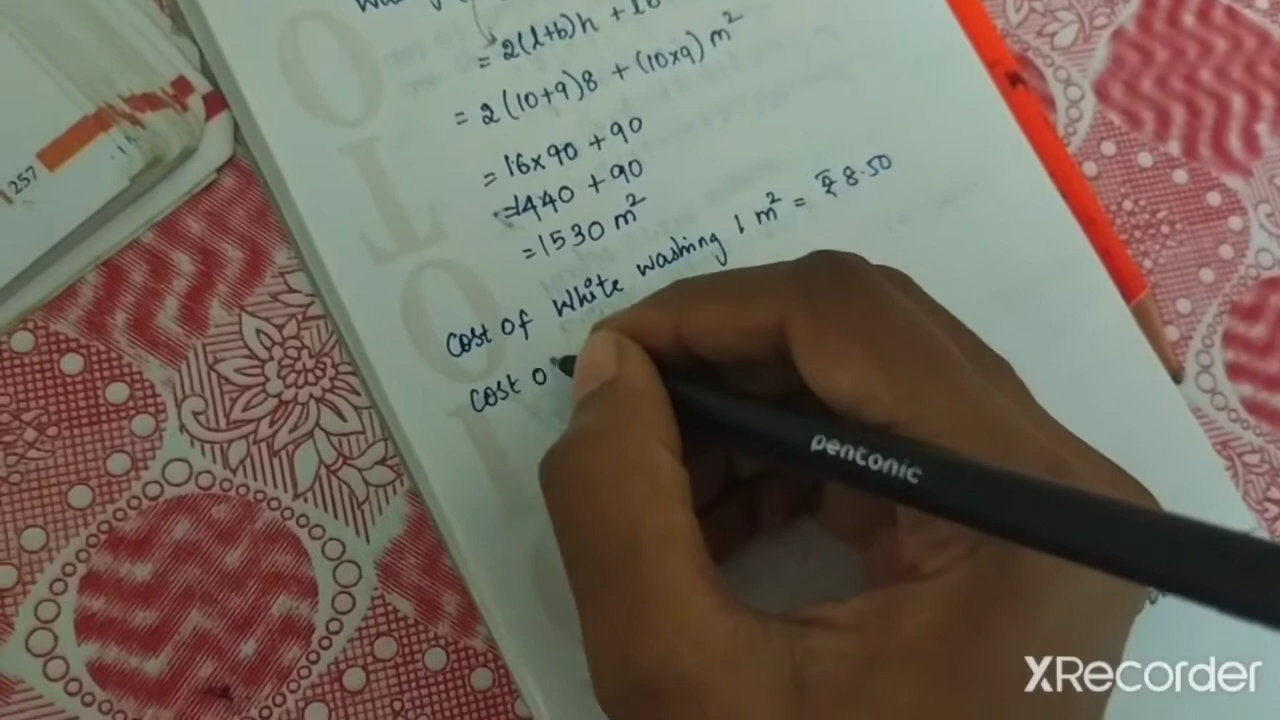 = 2(l+b)h + lb
= 2(10+9)8 + (10×9) m²
= 16×90 + 90
= 1440 + 90
= 1530 m²
cost of white washing 1 m² = ₹ 8.50
cost o
257
pentonic
XRecorder